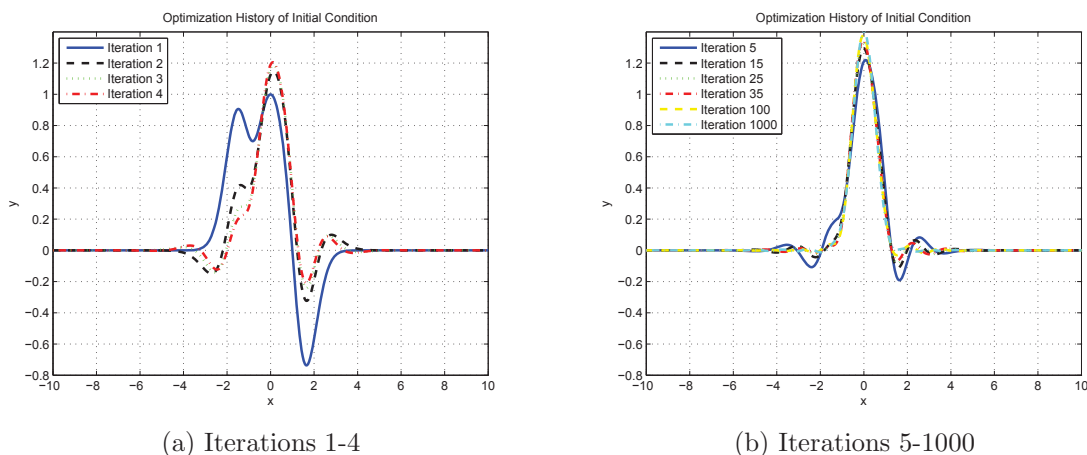 Optimization History of Initial Condition
Iteration 1
Iteration 2
Iteration 3
Iteration 4
1.2
1
0.8
0.6
0.4
0.2
0
−0.2
−0.4
−0.6
−0.8
y
−10 −8 −6 −4 −2 0 2 4 6 8 10
x
(a) Iterations 1-4
Optimization History of Initial Condition
Iteration 5
Iteration 15
Iteration 25
Iteration 35
Iteration 100
Iteration 1000
1.2
1
0.8
0.6
0.4
0.2
0
−0.2
−0.4
−0.6
−0.8
y
−10 −8 −6 −4 −2 0 2 4 6 8 10
x
(b) Iterations 5-1000